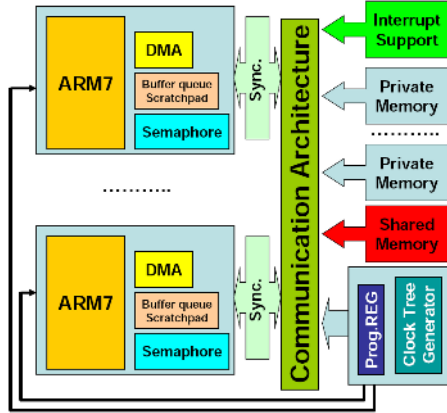 ARM7
DMA
Buffer queue
Scratchpad
Semaphore
Sync.
Communication Architecture
Interrupt
Support
Private
Memory
............
Private
Memory
...........
Shared
Memory
ARM7
DMA
Buffer queue
Scratchpad
Semaphore
Sync.
Prog.REG
Clock Tree
Generator